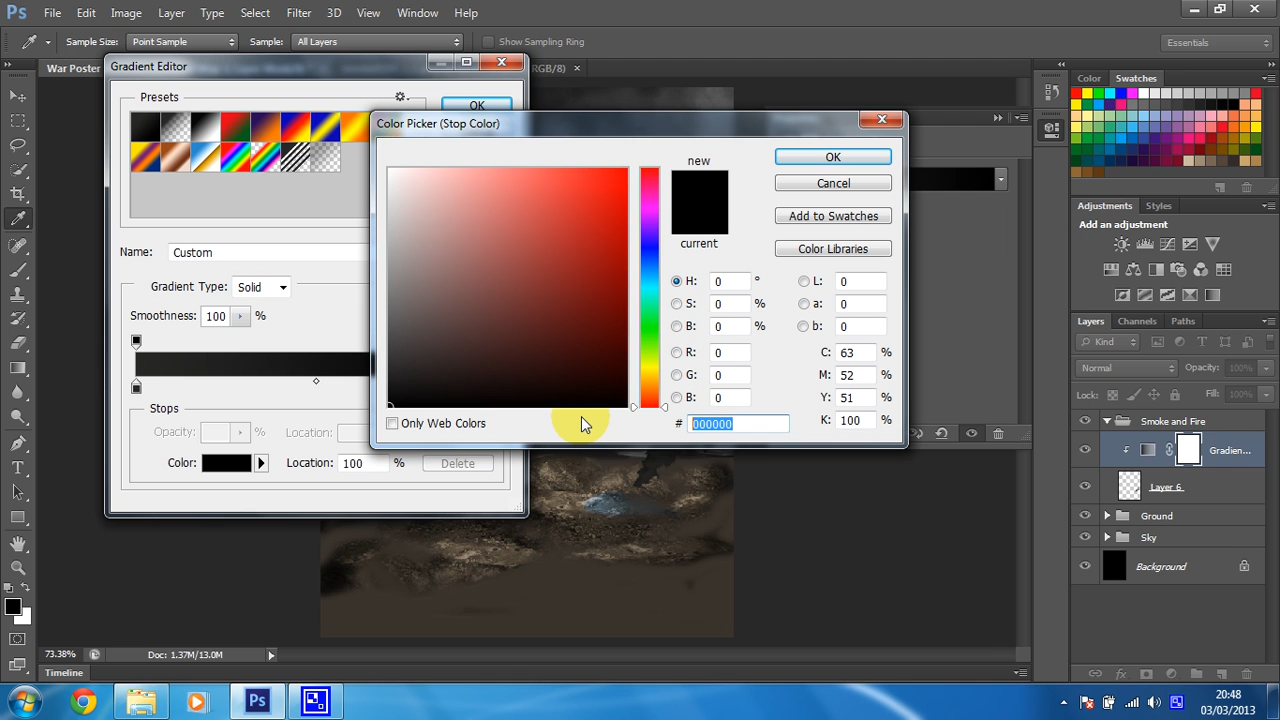 Ps File Edit Image Layer Type Select Filter 3D View Window Help
Sample Size: Point Sample Sample: All Layers Show Sampling Ring Essentials
War Poster RGB/8) ×
Gradient Editor
Presets
OK
Name: Custom
Gradient Type: Solid
Smoothness: 100 %
Stops
Opacity: % Location:
Color: Location: 100 % Delete
Color Picker (Stop Color)
new
current
OK
Cancel
Add to Swatches
Color Libraries
H: 0 °
S: 0 %
B: 0 %
R: 0
G: 0
B: 0
L: 0
a: 0
b: 0
C: 63 %
M: 52 %
Y: 51 %
K: 100 %
# 000000
Only Web Colors
Color Swatches
Adjustments Styles
Add an adjustment
Layers Channels Paths
Kind
Normal Opacity:
Lock: Fill:
Smoke and Fire
Gradien...
Layer 6
Ground
Sky
Background
73.38% Doc: 1.37M/13.0M
Timeline
Ps
20:48
03/03/2013